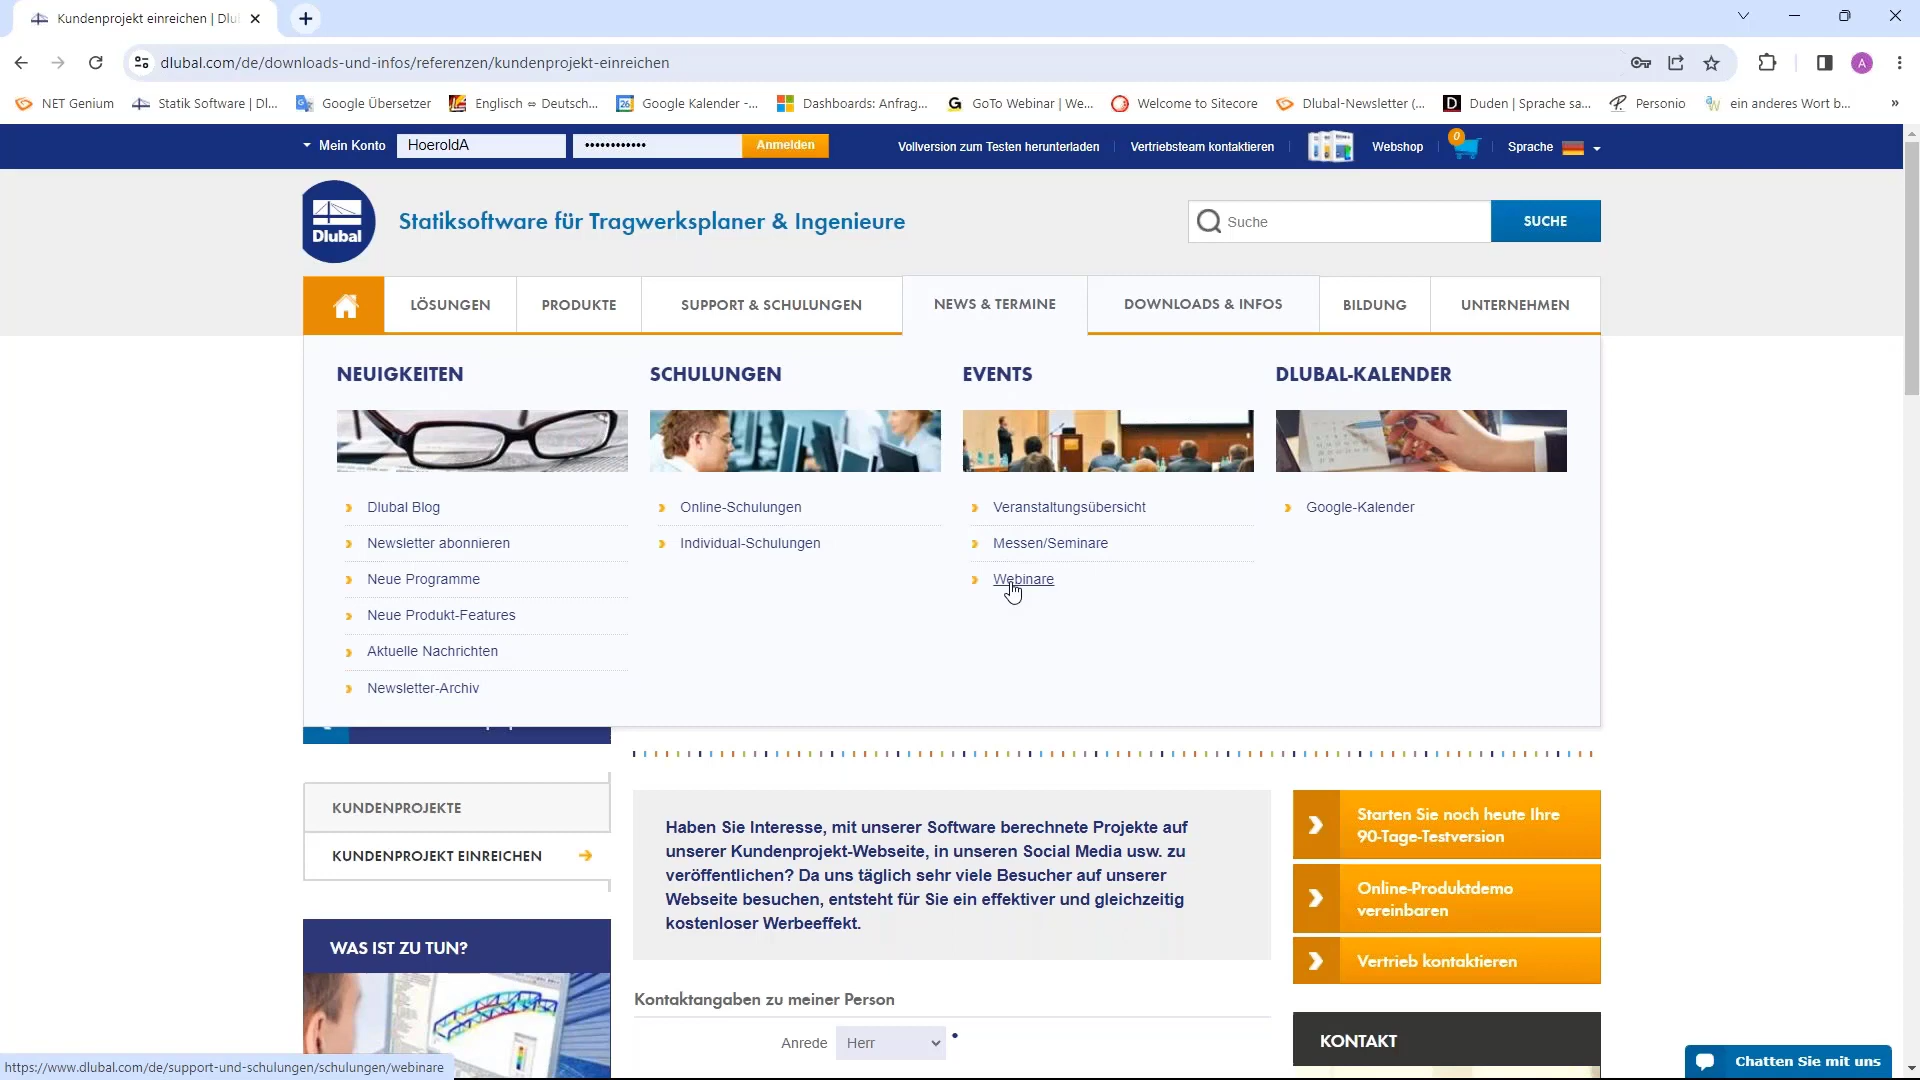 Kundenprojekt einreichen | Dlu
dlubal.com/de/downloads-und-infos/referenzen/kundenprojekt-einreichen
A
NET Genium
Statik Software | Dl...
Google Übersetzer
Englisch ⇔ Deutsch...
Google Kalender -...
Dashboards: Anfrag...
GoTo Webinar | We...
Welcome to Sitecore
Dlubal-Newsletter (...
Duden | Sprache sa...
Personio
ein anderes Wort b...
»
Mein Konto
HoeroldA
••••••••••••
Anmelden
Vollversion zum Testen herunterladen
Vertriebsteam kontaktieren
Webshop
0
Sprache
Dlubal
Statiksoftware für Tragwerksplaner & Ingenieure
Suche
SUCHE
LÖSUNGEN
PRODUKTE
SUPPORT & SCHULUNGEN
NEWS & TERMINE
DOWNLOADS & INFOS
BILDUNG
UNTERNEHMEN
NEUIGKEITEN
Dlubal Blog
Newsletter abonnieren
Neue Programme
Neue Produkt-Features
Aktuelle Nachrichten
Newsletter-Archiv
SCHULUNGEN
Online-Schulungen
Individual-Schulungen
EVENTS
Veranstaltungsübersicht
Messen/Seminare
Webinare
DLUBAL-KALENDER
Google-Kalender
KUNDENPROJEKTE
KUNDENPROJEKT EINREICHEN
WAS IST ZU TUN?
Haben Sie Interesse, mit unserer Software berechnete Projekte auf
unserer Kundenprojekt-Webseite, in unseren Social Media usw. zu
veröffentlichen? Da uns täglich sehr viele Besucher auf unserer
Webseite besuchen, entsteht für Sie ein effektiver und gleichzeitig
kostenloser Werbeeffekt.
Kontaktangaben zu meiner Person
Anrede
Herr
Starten Sie noch heute Ihre
90-Tage-Testversion
Online-Produktdemo
vereinbaren
Vertrieb kontaktieren
KONTAKT
Chatten Sie mit uns
https://www.dlubal.com/de/support-und-schulungen/schulungen/webinare